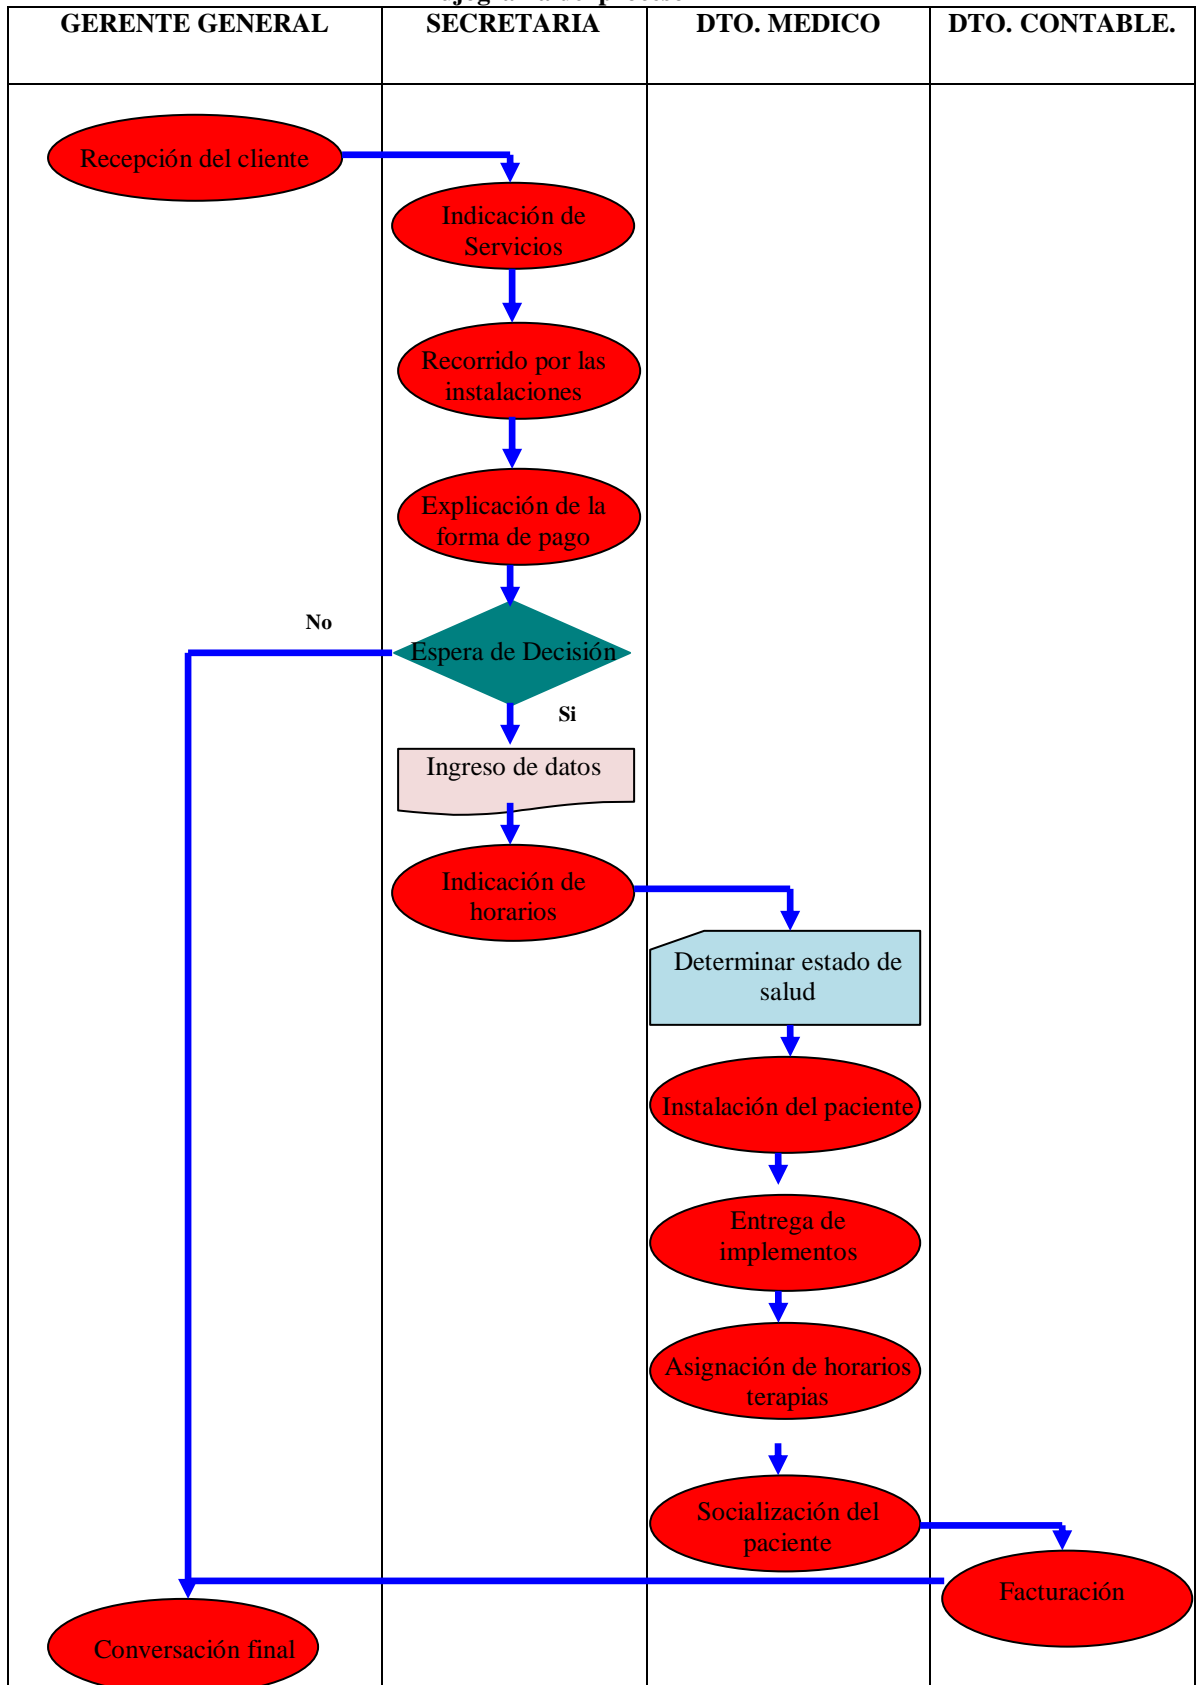 GERENTE GENERAL
SECRETARIA
DTO. MEDICO
DTO. CONTABLE.
Recepción del cliente
Indicación de
Servicios
Recorrido por las
instalaciones
Explicación de la
forma de pago
No
Espera de Decisión
Si
Ingreso de datos
Indicación de
horarios
Determinar estado de
salud
Instalación del paciente
Entrega de
implementos
Asignación de horarios
terapias
Socialización del
paciente
Facturación
Conversación final